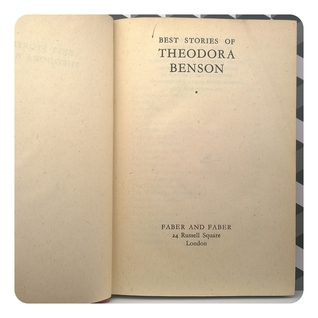 BEST STORIES OF
THEODORA
BENSON
FABER AND FABER
24 Russell Square
London